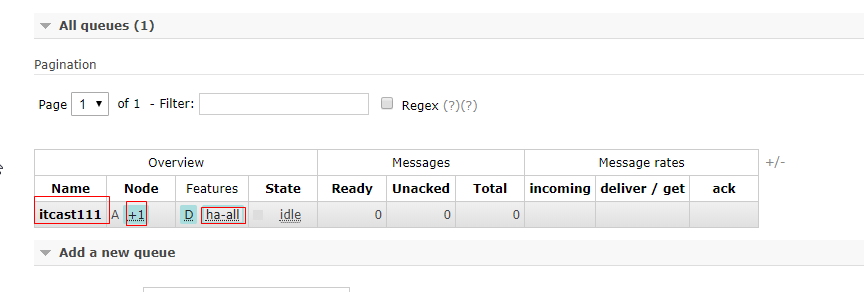 All queues (1)
Pagination
Page 1 of 1 - Filter: Regex (?)(?)
Overview Messages Message rates +/-
Name Node Features State Ready Unacked Total incoming deliver / get ack
itcast111 A +1 D ha-all idle 0 0 0
Add a new queue